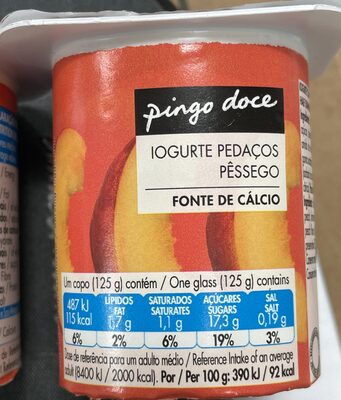 pingo doce
IOGURTE PEDAÇOS
PÊSSEGO
FONTE DE CÁLCIO
Um copo (125 g) contém / One glass (125 g) contains
487 kJ
115 kcal
6%
LÍPIDOS
FAT
1,7 g
2%
SATURADOS
SATURATES
1,1 g
6%
AÇÚCARES
SUGARS
17,3 g
19%
SAL
SALT
0,19 g
3%
Dose de referência para um adulto médio / Reference Intake of an average
adult (8400 kJ / 2000 kcal). Por / Per 100 g: 390 kJ / 92 kcal